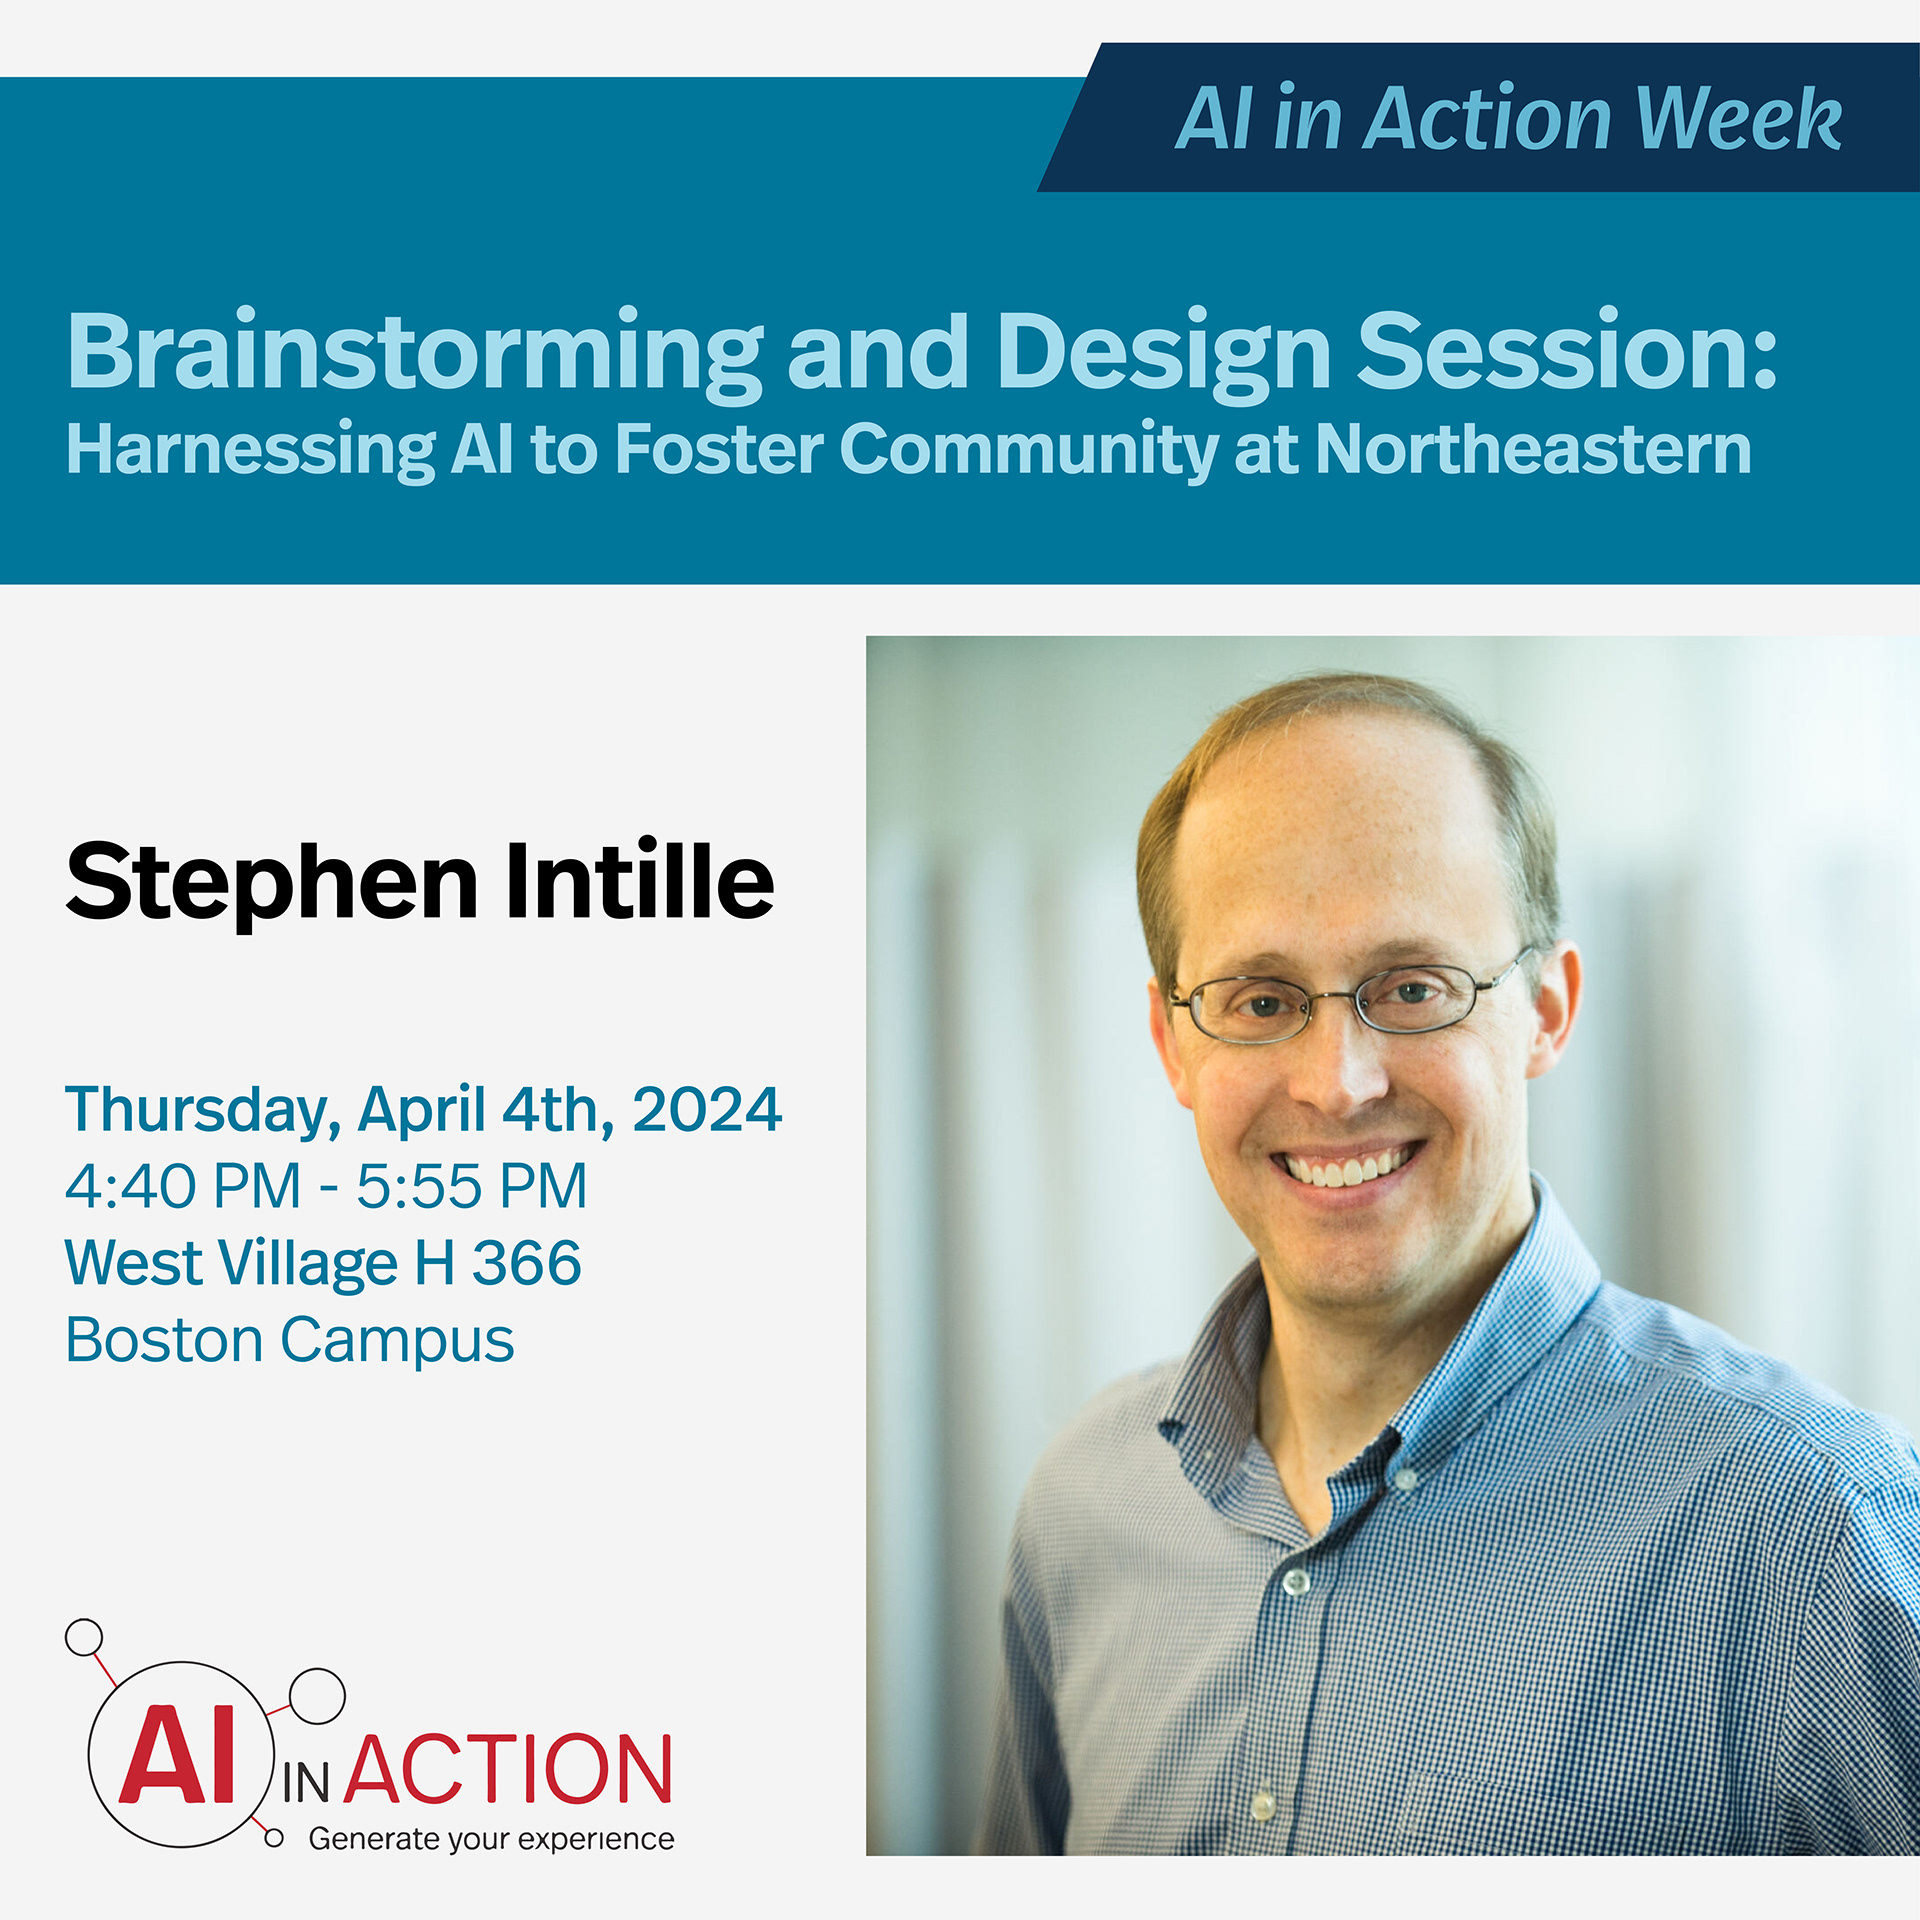 AI in Action Week
Brainstorming and Design Session:
Harnessing AI to Foster Community at Northeastern
Stephen Intille
Thursday, April 4th, 2024
4:40 PM - 5:55 PM
West Village H 366
Boston Campus
AI IN ACTION
Generate your experience